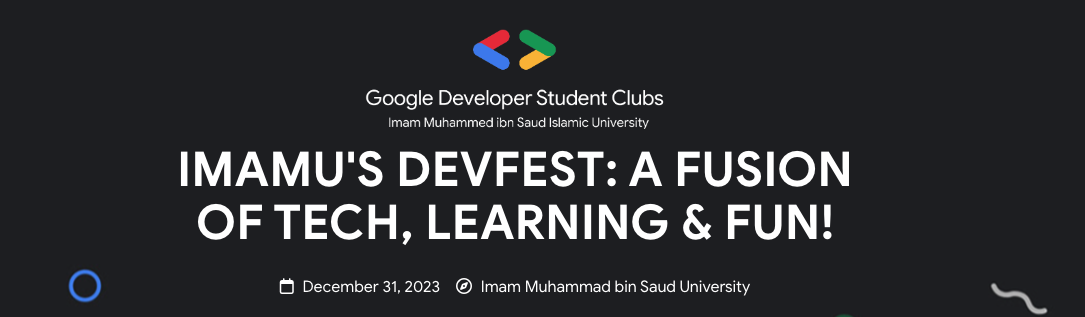 Google Developer Student Clubs
Imam Muhammed ibn Saud Islamic University
IMAMU'S DEVFEST: A FUSION
OF TECH, LEARNING & FUN!
December 31, 2023 Imam Muhammad bin Saud University